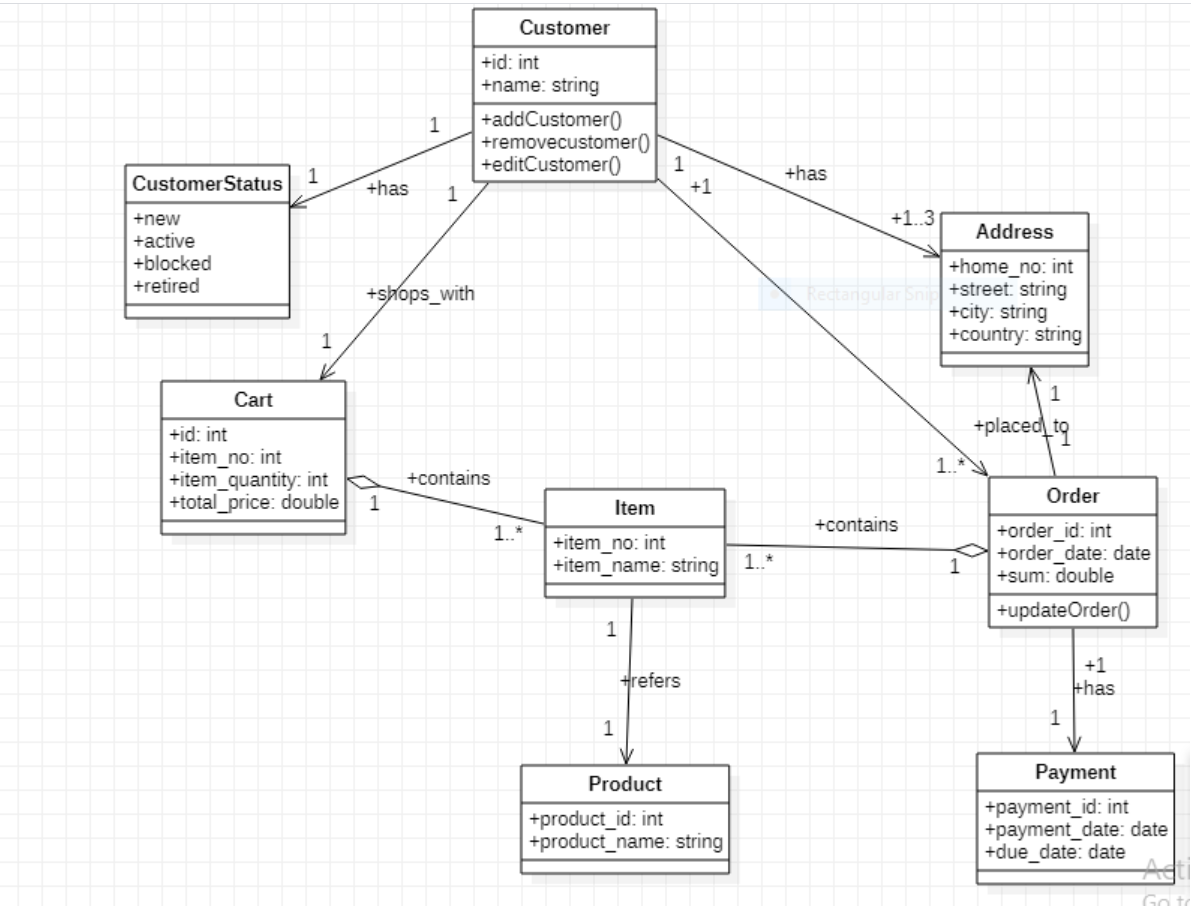 Customer
+id: int
+name: string
+addCustomer()
+removecustomer()
+editCustomer()
1
1
+has
CustomerStatus
+new
+active
+blocked
+retired
1
+shops_with
1
1
+has
+1..3
+1
1..*
Address
+home_no: int
+street: string
+city: string
+country: string
Rectangular Snip
1
+placed_to
1
Cart
+id: int
+item_no: int
+item_quantity: int
+total_price: double
+contains
1
1..*
Item
+item_no: int
+item_name: string
+contains
1..*
1
Order
+order_id: int
+order_date: date
+sum: double
+updateOrder()
1
+refers
1
+1
+has
1
Product
+product_id: int
+product_name: string
Payment
+payment_id: int
+payment_date: date
+due_date: date
Acti
Go to